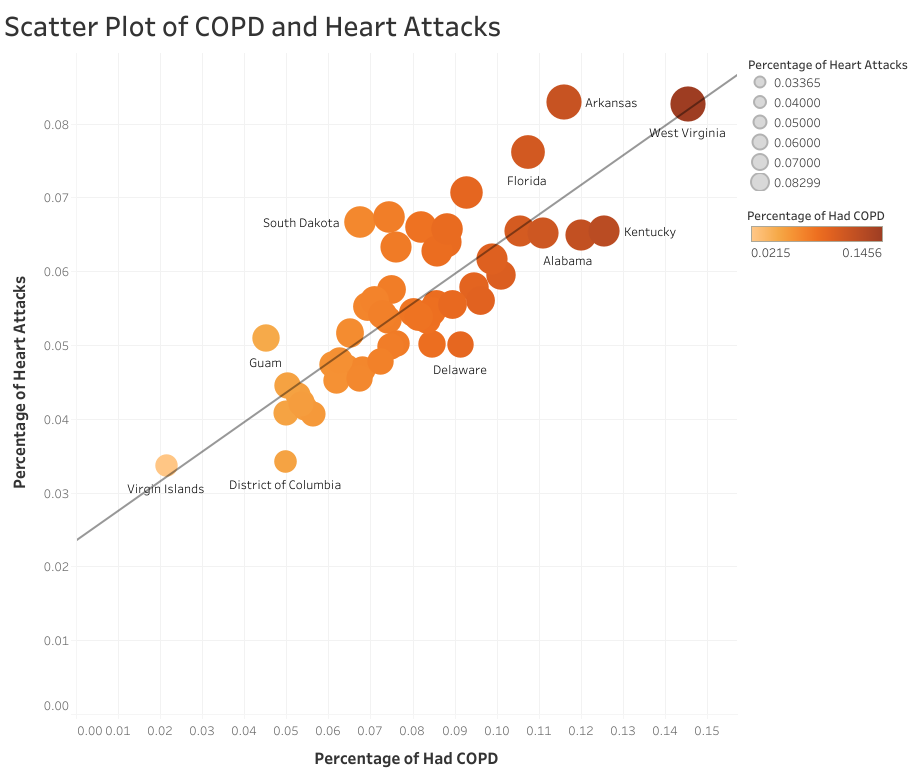 Scatter Plot of COPD and Heart Attacks
Percentage of Heart Attacks
0.03365
0.04000
0.05000
0.06000
0.07000
0.08299
Percentage of Had COPD
0.0215 0.1456
Percentage of Heart Attacks
0.08
0.07
0.06
0.05
0.04
0.03
0.02
0.01
0.00
Arkansas
West Virginia
Florida
South Dakota
Kentucky
Alabama
Guam
Delaware
Virgin Islands
District of Columbia
0.00 0.01 0.02 0.03 0.04 0.05 0.06 0.07 0.08 0.09 0.10 0.11 0.12 0.13 0.14 0.15
Percentage of Had COPD